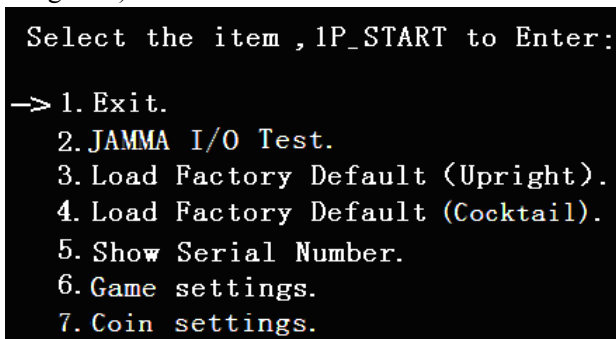 Select the item ,1P_START to Enter:
—> 1. Exit.
2. JAMMA I/O Test.
3. Load Factory Default (Upright).
4. Load Factory Default (Cocktail).
5. Show Serial Number.
6. Game settings.
7. Coin settings.